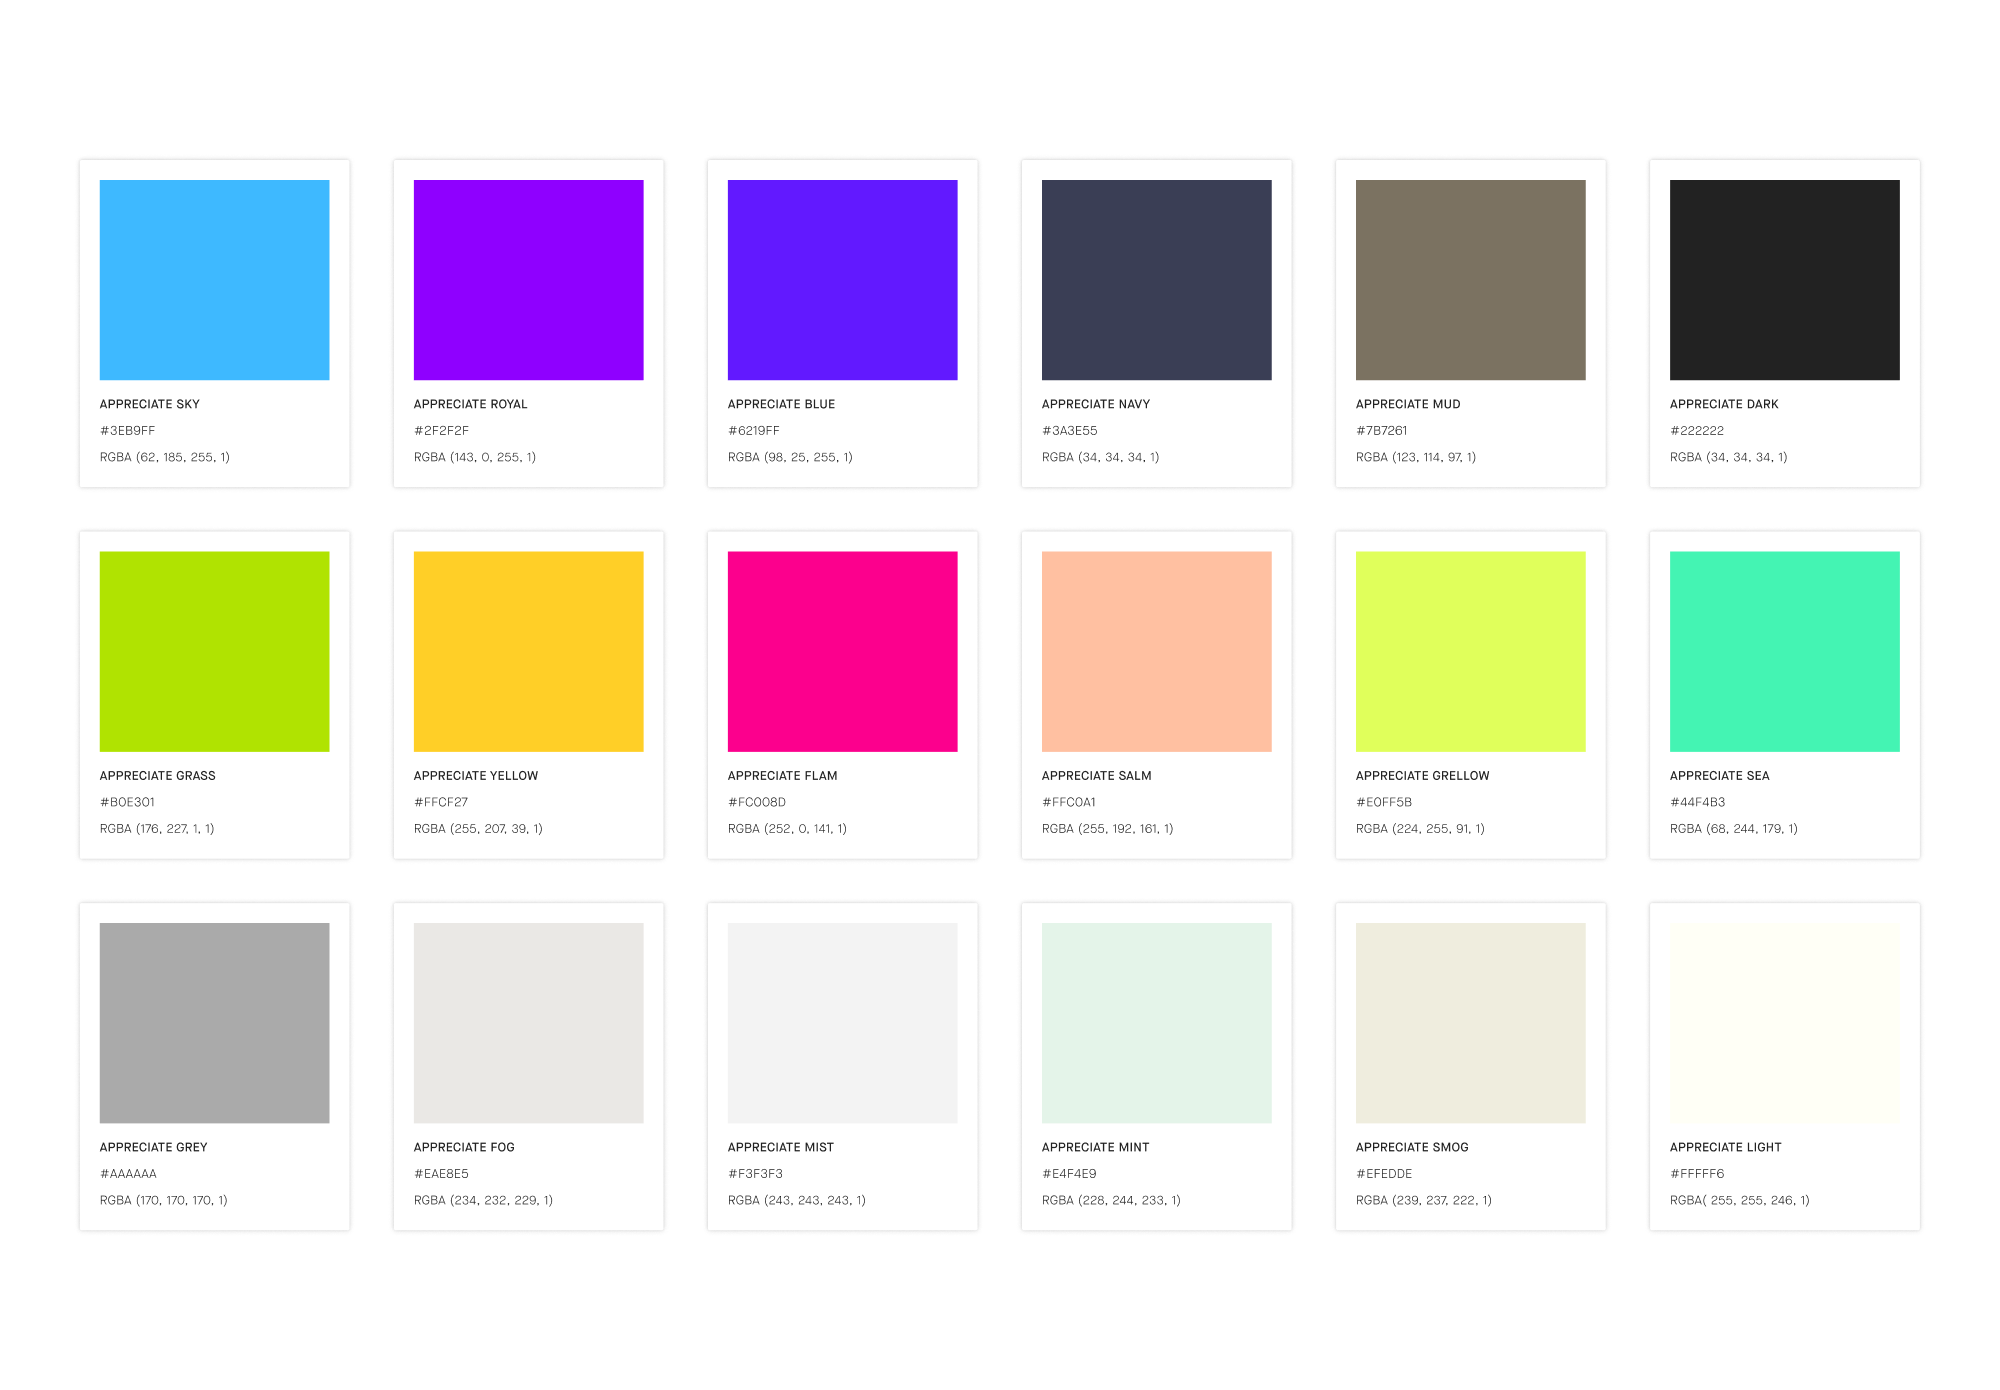 APPRECIATE SKY
#3EB9FF
RGBA (62, 185, 255, 1)
APPRECIATE ROYAL
#2F2F2F
RGBA (143, 0, 255, 1)
APPRECIATE BLUE
#6219FF
RGBA (98, 25, 255, 1)
APPRECIATE NAVY
#3A3E55
RGBA (34, 34, 34, 1)
APPRECIATE MUD
#7B7261
RGBA (123, 114, 97, 1)
APPRECIATE DARK
#222222
RGBA (34, 34, 34, 1)
APPRECIATE GRASS
#B0E301
RGBA (176, 227, 1, 1)
APPRECIATE YELLOW
#FFCF27
RGBA (255, 207, 39, 1)
APPRECIATE FLAM
#FC008D
RGBA (252, 0, 141, 1)
APPRECIATE SALM
#FFC0A1
RGBA (255, 192, 161, 1)
APPRECIATE GRELLOW
#E0FF5B
RGBA (224, 255, 91, 1)
APPRECIATE SEA
#44F4B3
RGBA (68, 244, 179, 1)
APPRECIATE GREY
#AAAAAA
RGBA (170, 170, 170, 1)
APPRECIATE FOG
#EAE8E5
RGBA (234, 232, 229, 1)
APPRECIATE MIST
#F3F3F3
RGBA (243, 243, 243, 1)
APPRECIATE MINT
#E4F4E9
RGBA (228, 244, 233, 1)
APPRECIATE SMOG
#EFEDDE
RGBA (239, 237, 222, 1)
APPRECIATE LIGHT
#FFFFF6
RGBA( 255, 255, 246, 1)